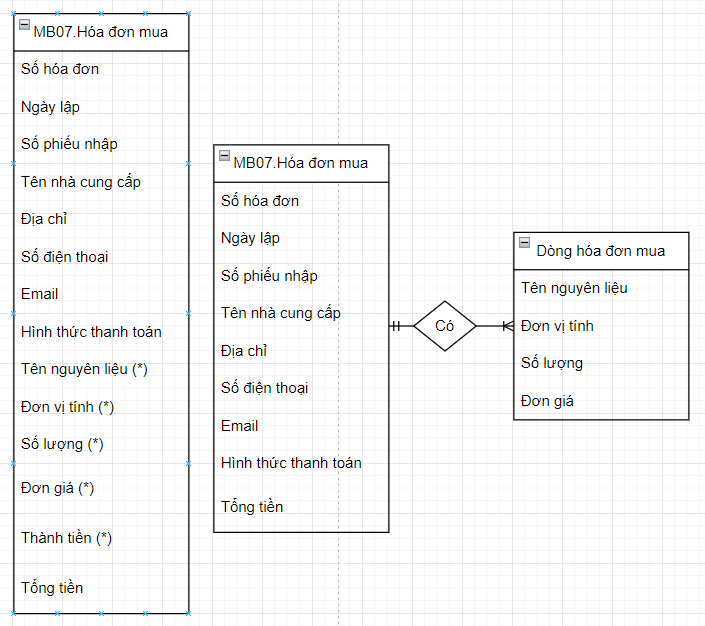 MB07.Hóa đơn mua
Số hóa đơn
Ngày lập
Số phiếu nhập
Tên nhà cung cấp
Địa chỉ
Số điện thoại
Email
Hình thức thanh toán
Tên nguyên liệu (*)
Đơn vị tính (*)
Số lượng (*)
Đơn giá (*)
Thành tiền (*)
Tổng tiền
MB07.Hóa đơn mua
Số hóa đơn
Ngày lập
Số phiếu nhập
Tên nhà cung cấp
Địa chỉ
Số điện thoại
Email
Hình thức thanh toán
Tổng tiền
Có
Dòng hóa đơn mua
Tên nguyên liệu
Đơn vị tính
Số lượng
Đơn giá